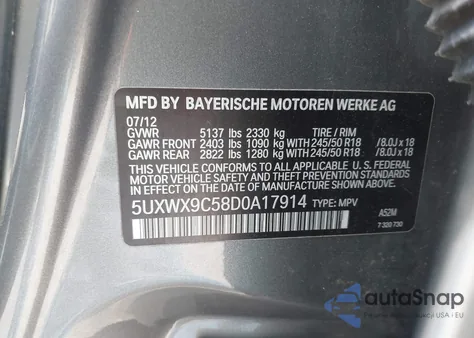 MFD BY BAYERISCHE MOTOREN WERKE AG
07/12
GVWR 5137 lbs 2330 kg TIRE / RIM
GAWR FRONT 2403 lbs 1090 kg WITH 245/50 R18 /8.0J x 18
GAWR REAR 2822 lbs 1280 kg WITH 245/50 R18 /8.0J x 18
THIS VEHICLE CONFORMS TO ALL APPLICABLE U.S. FEDERAL
MOTOR VEHICLE SAFETY, BUMPER, AND THEFT PREVENTION
STANDARDS IN EFFECT ON THE DATE OF MANUFACTURE SHOWN ABOVE.
5UXWX9C58D0A17914 TYPE: MPV
A52M
7 320 730
autoSnap
USA i EU